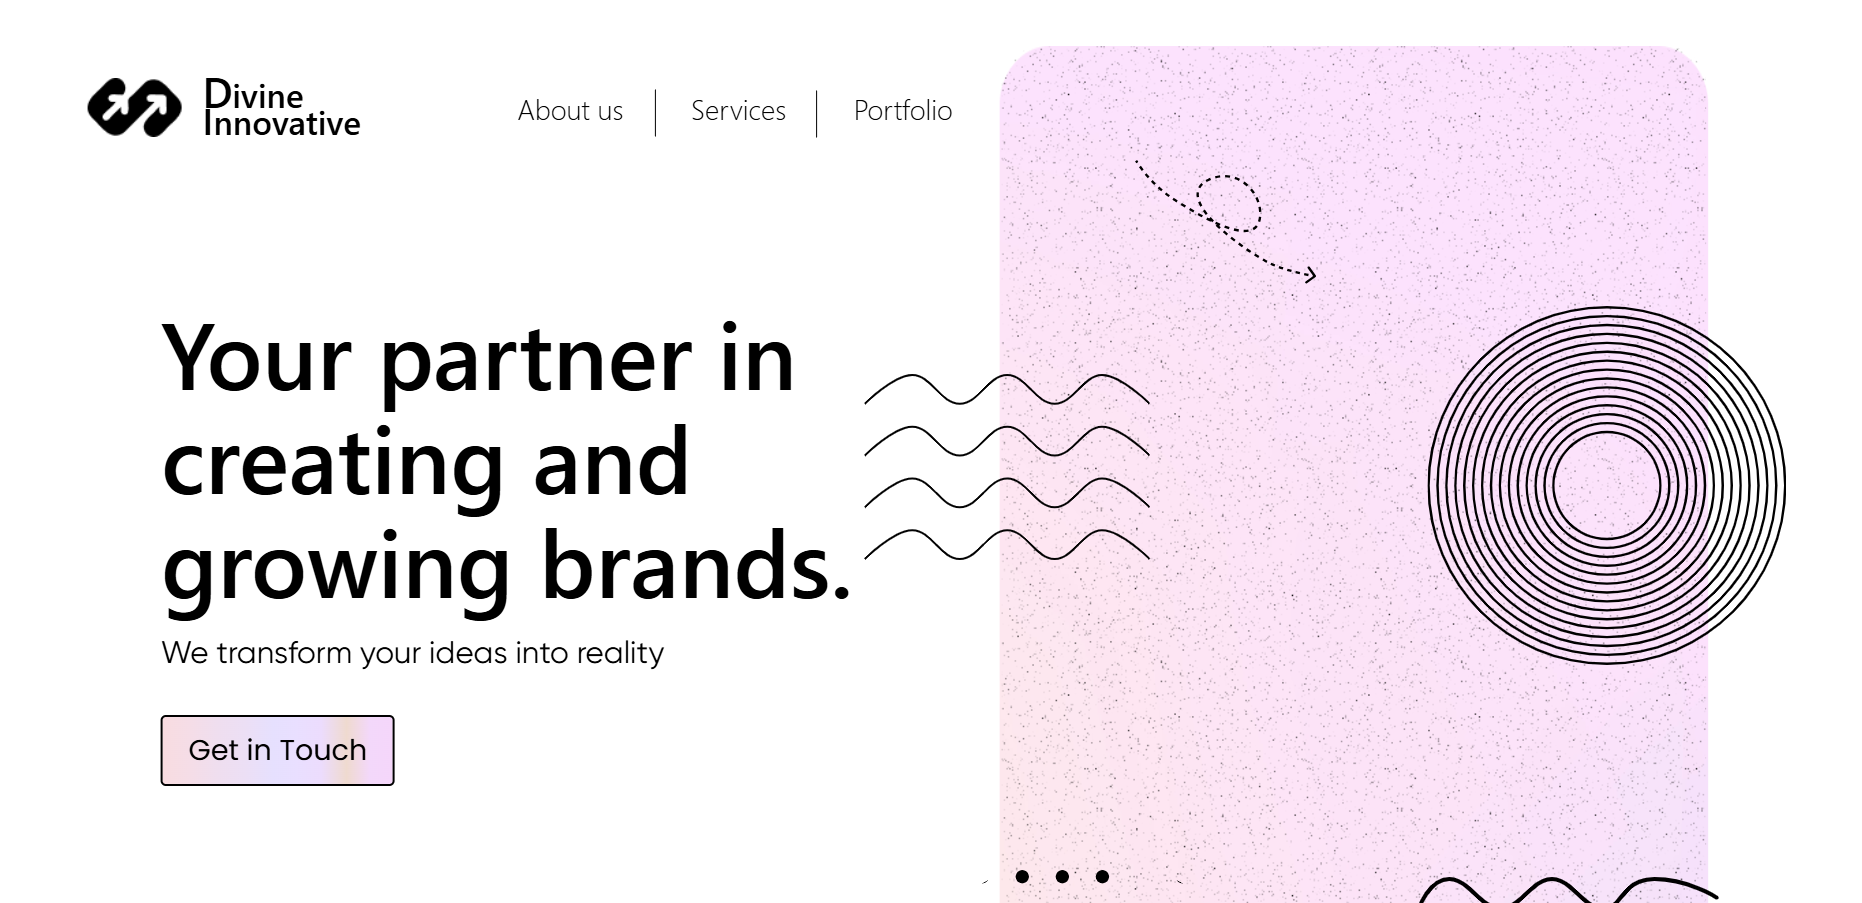 Divine
Innovative
About us
Services
Portfolio
Your partner in
creating and
growing brands.
We transform your ideas into reality
Get in Touch